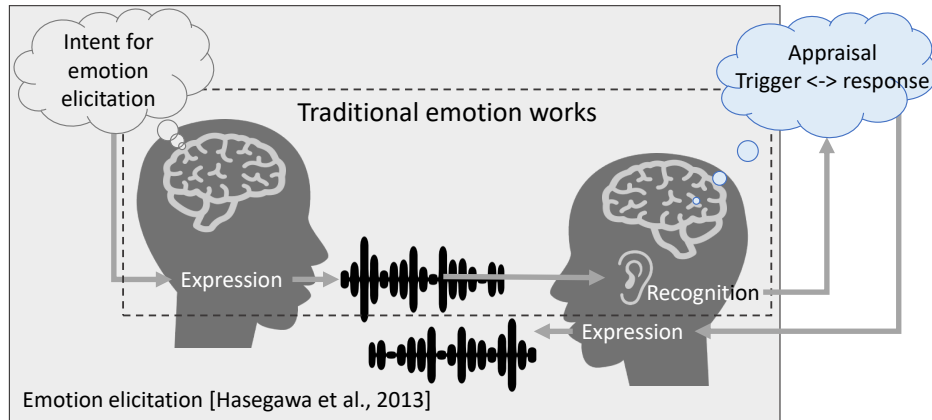 Intent for
emotion
elicitation
Appraisal
Trigger <-> response
Traditional emotion works
Expression
Recognition
Expression
Emotion elicitation [Hasegawa et al., 2013]